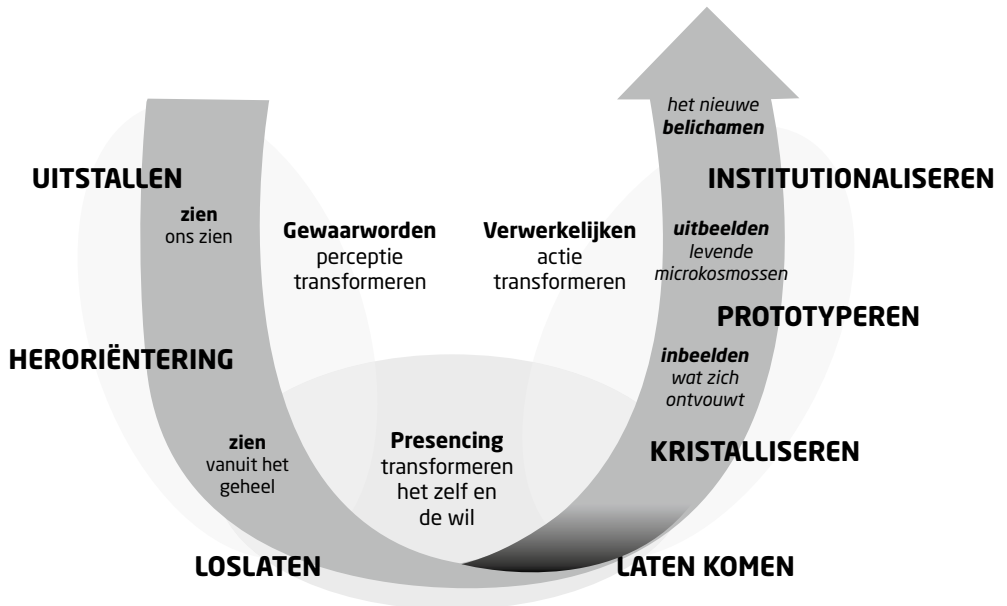 het nieuwe
belichamen
UITSTALLEN
INSTITUTIONALISEREN
zien
ons zien
Gewaarworden
perceptie
transformeren
Verwerkelijken
actie
transformeren
uitbeelden
levende
microkosmossen
PROTOTYPEREN
HERORIËNTERING
inbeelden
wat zich
ontvouwt
zien
vanuit het
geheel
Presencing
transformeren
het zelf en
de wil
KRISTALLISEREN
LOSLATEN
LATEN KOMEN